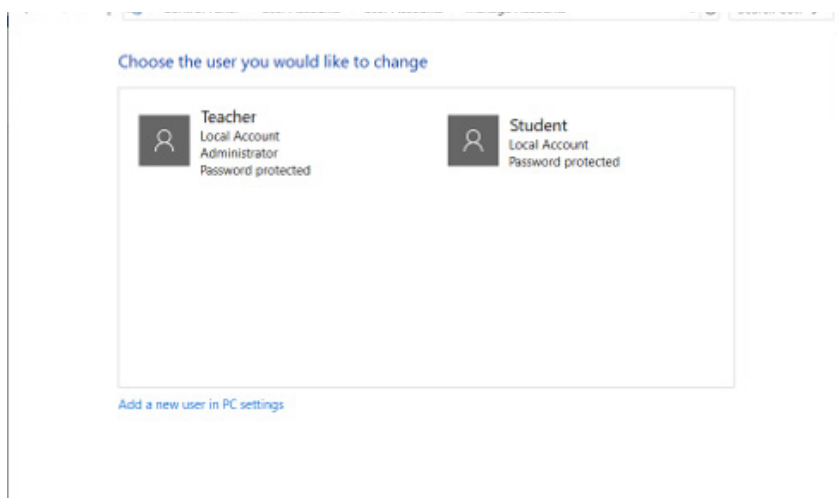 Choose the user you would like to change
Teacher
Local Account
Administrator
Password protected
Student
Local Account
Password protected
Add a new user in PC settings